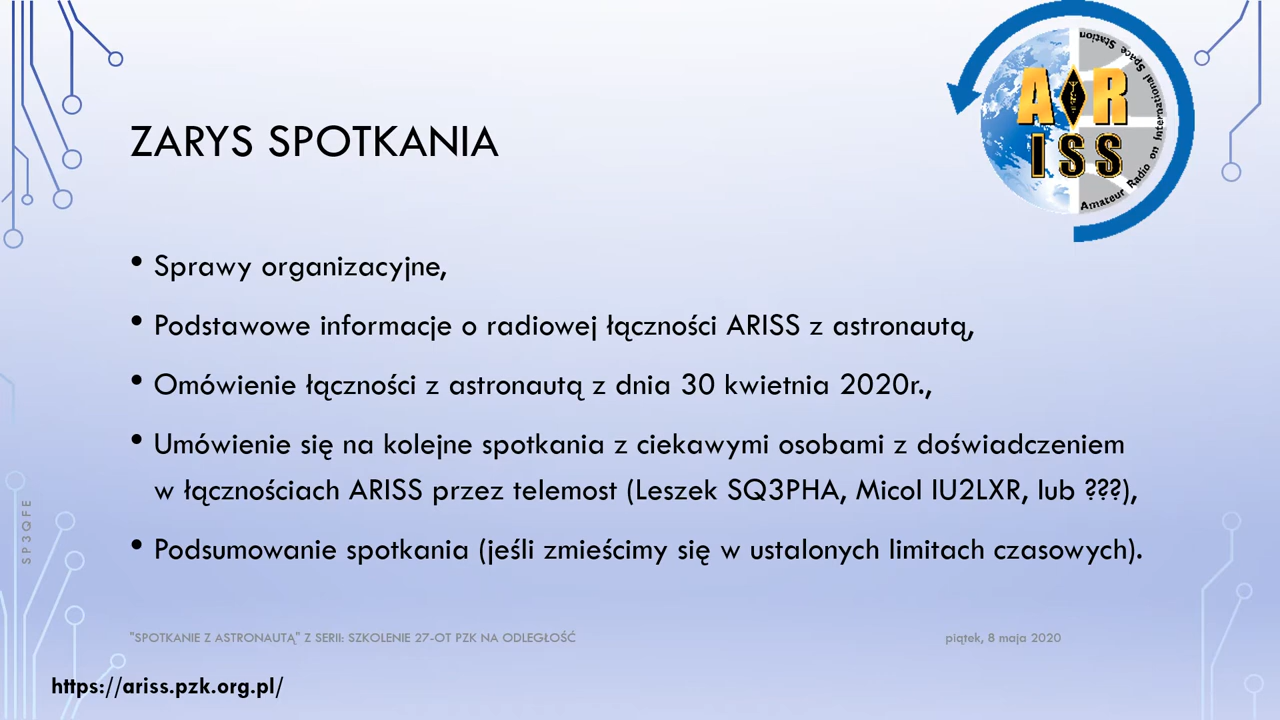 ZARYS SPOTKANIA
A R
ISS
Amateur Radio on International Space Station
• Sprawy organizacyjne,
• Podstawowe informacje o radiowej łączności ARISS z astronautą,
• Omówienie łączności z astronautą z dnia 30 kwietnia 2020r.,
• Umówienie się na kolejne spotkania z ciekawymi osobami z doświadczeniem
w łącznościach ARISS przez telemost (Leszek SQ3PHA, Micol IU2LXR, lub ???),
• Podsumowanie spotkania (jeśli zmieścimy się w ustalonych limitach czasowych).
SP3QFE
"SPOTKANIE Z ASTRONAUTĄ" Z SERII: SZKOLENIE 27-OT PZK NA ODLEGŁOŚĆ
piątek, 8 maja 2020
https://ariss.pzk.org.pl/